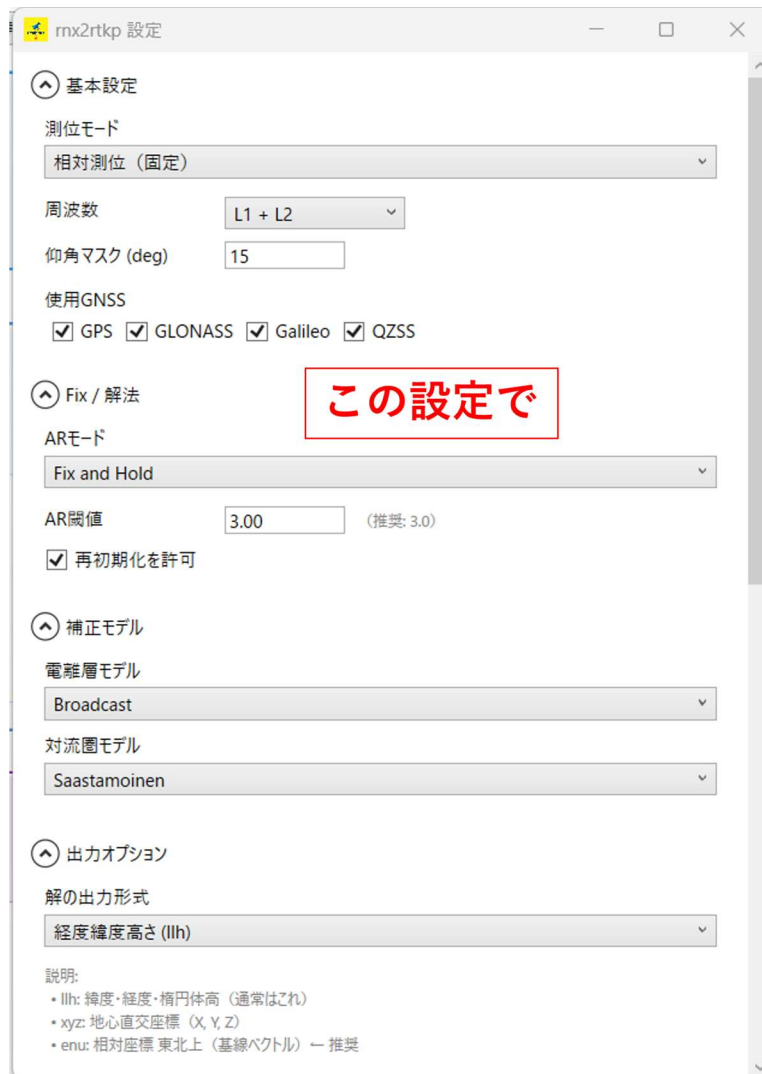 rnx2rtkp 設定
基本設定
測位モード
相対測位（固定）
周波数
L1 + L2
仰角マスク (deg)
15
使用GNSS
GPS GLONASS Galileo QZSS
この設定で
Fix / 解法
ARモード
Fix and Hold
AR閾値
3.00
（推奨: 3.0）
再初期化を許可
補正モデル
電離層モデル
Broadcast
対流圏モデル
Saastamoinen
出力オプション
解の出力形式
経度緯度高さ (llh)
説明:
• llh: 緯度・経度・楕円体高（通常はこれ）
• xyz: 地心直交座標（X, Y, Z）
• enu: 相対座標 東北上（基線ベクトル）← 推奨